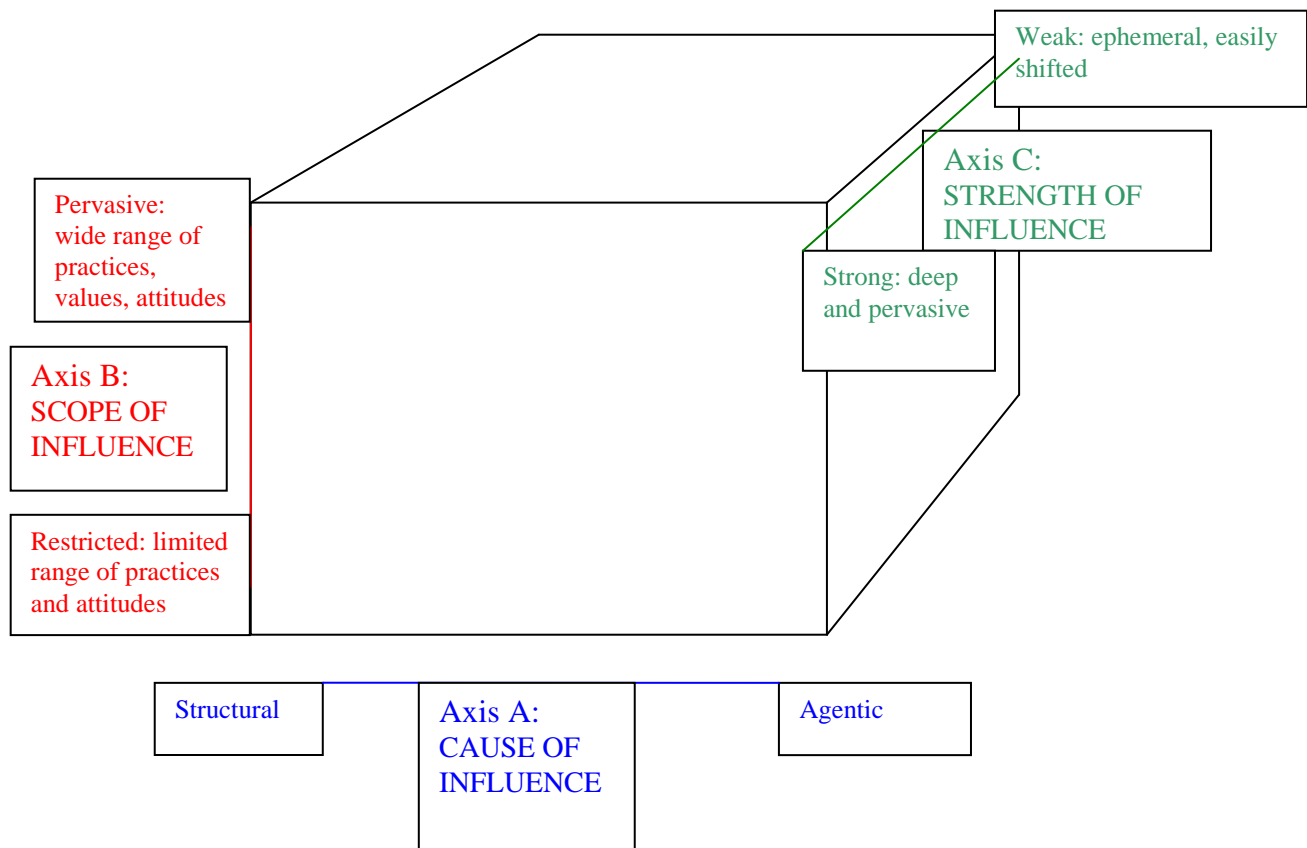 Weak: ephemeral, easily
shifted
Axis C:
STRENGTH OF
INFLUENCE
Pervasive:
wide range of
practices,
values, attitudes
Strong: deep
and pervasive
Axis B:
SCOPE OF
INFLUENCE
Restricted: limited
range of practices
and attitudes
Structural
Axis A:
CAUSE OF
INFLUENCE
Agentic